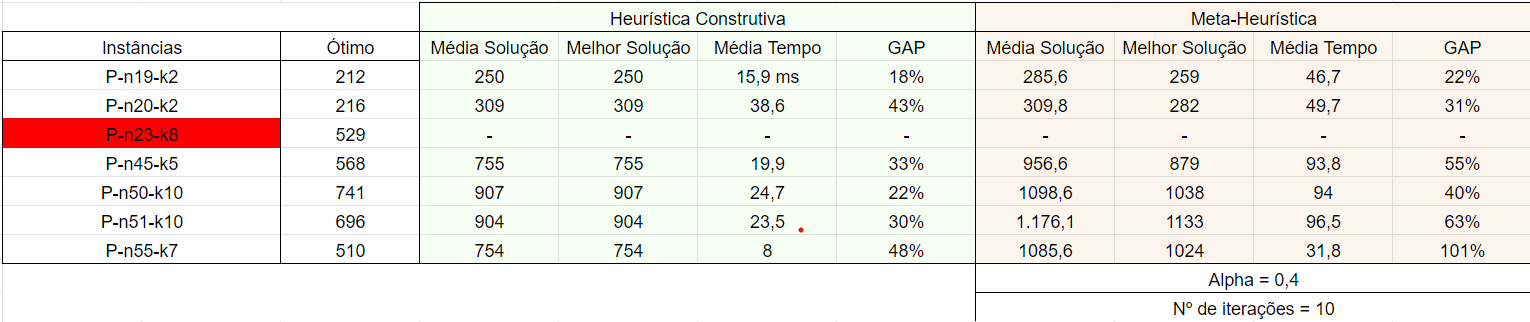 Heurística Construtiva Meta-Heurística
Instâncias Ótimo Média Solução Melhor Solução Média Tempo GAP Média Solução Melhor Solução Média Tempo GAP
P-n19-k2 212 250 250 15,9 ms 18% 285,6 259 46,7 22%
P-n20-k2 216 309 309 38,6 43% 309,8 282 49,7 31%
P-n23-k8 529 - - - - - - - -
P-n45-k5 568 755 755 19,9 33% 956,6 879 93,8 55%
P-n50-k10 741 907 907 24,7 22% 1098,6 1038 94 40%
P-n51-k10 696 904 904 23,5 30% 1.176,1 1133 96,5 63%
P-n55-k7 510 754 754 8 48% 1085,6 1024 31,8 101%
Alpha = 0,4
Nº de iterações = 10